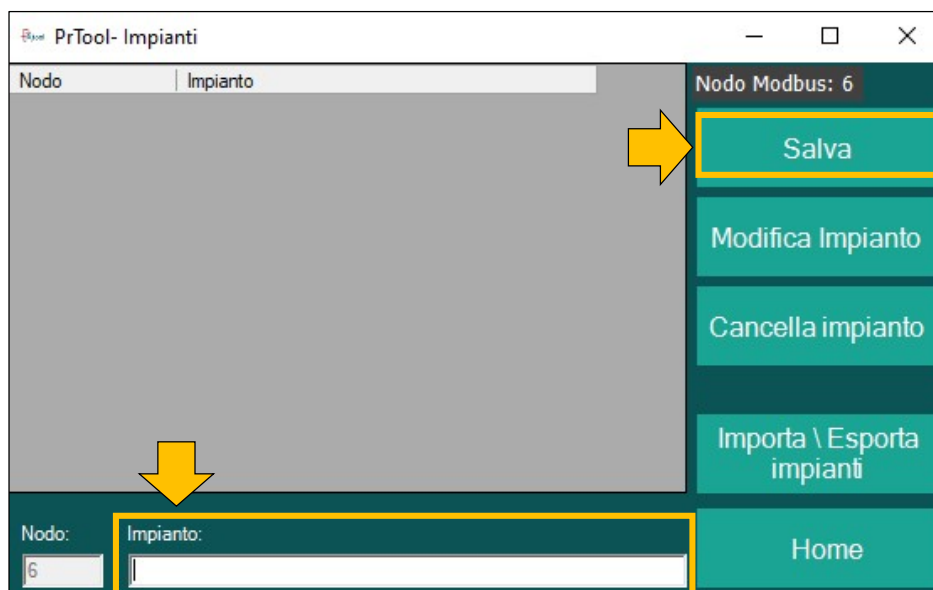 PrTool- Impianti
Nodo Impianto
Nodo Modbus: 6
Salva
Modifica Impianto
Cancella impianto
Importa \ Esporta
impianti
Home
Nodo: Impianto:
6